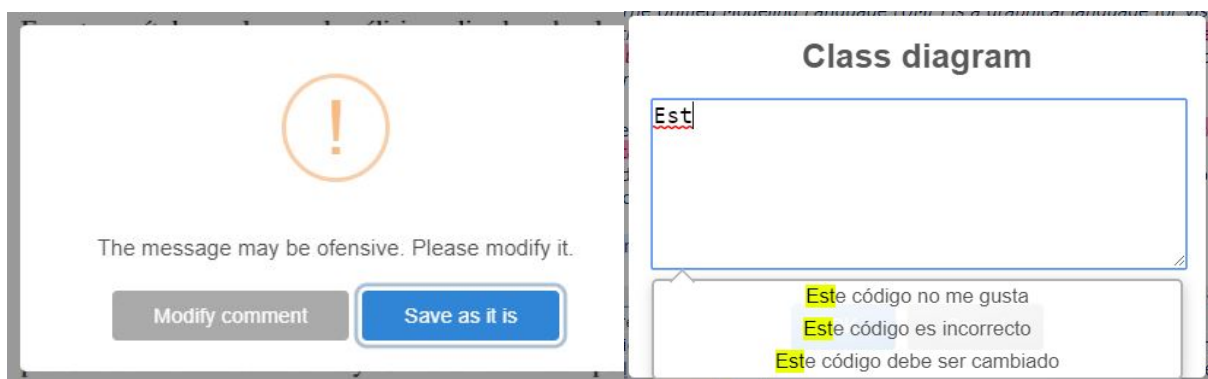 The message may be ofensive. Please modify it.
Modify comment
Save as it is
Class diagram
Est
Este código no me gusta
Este código es incorrecto
Este código debe ser cambiado